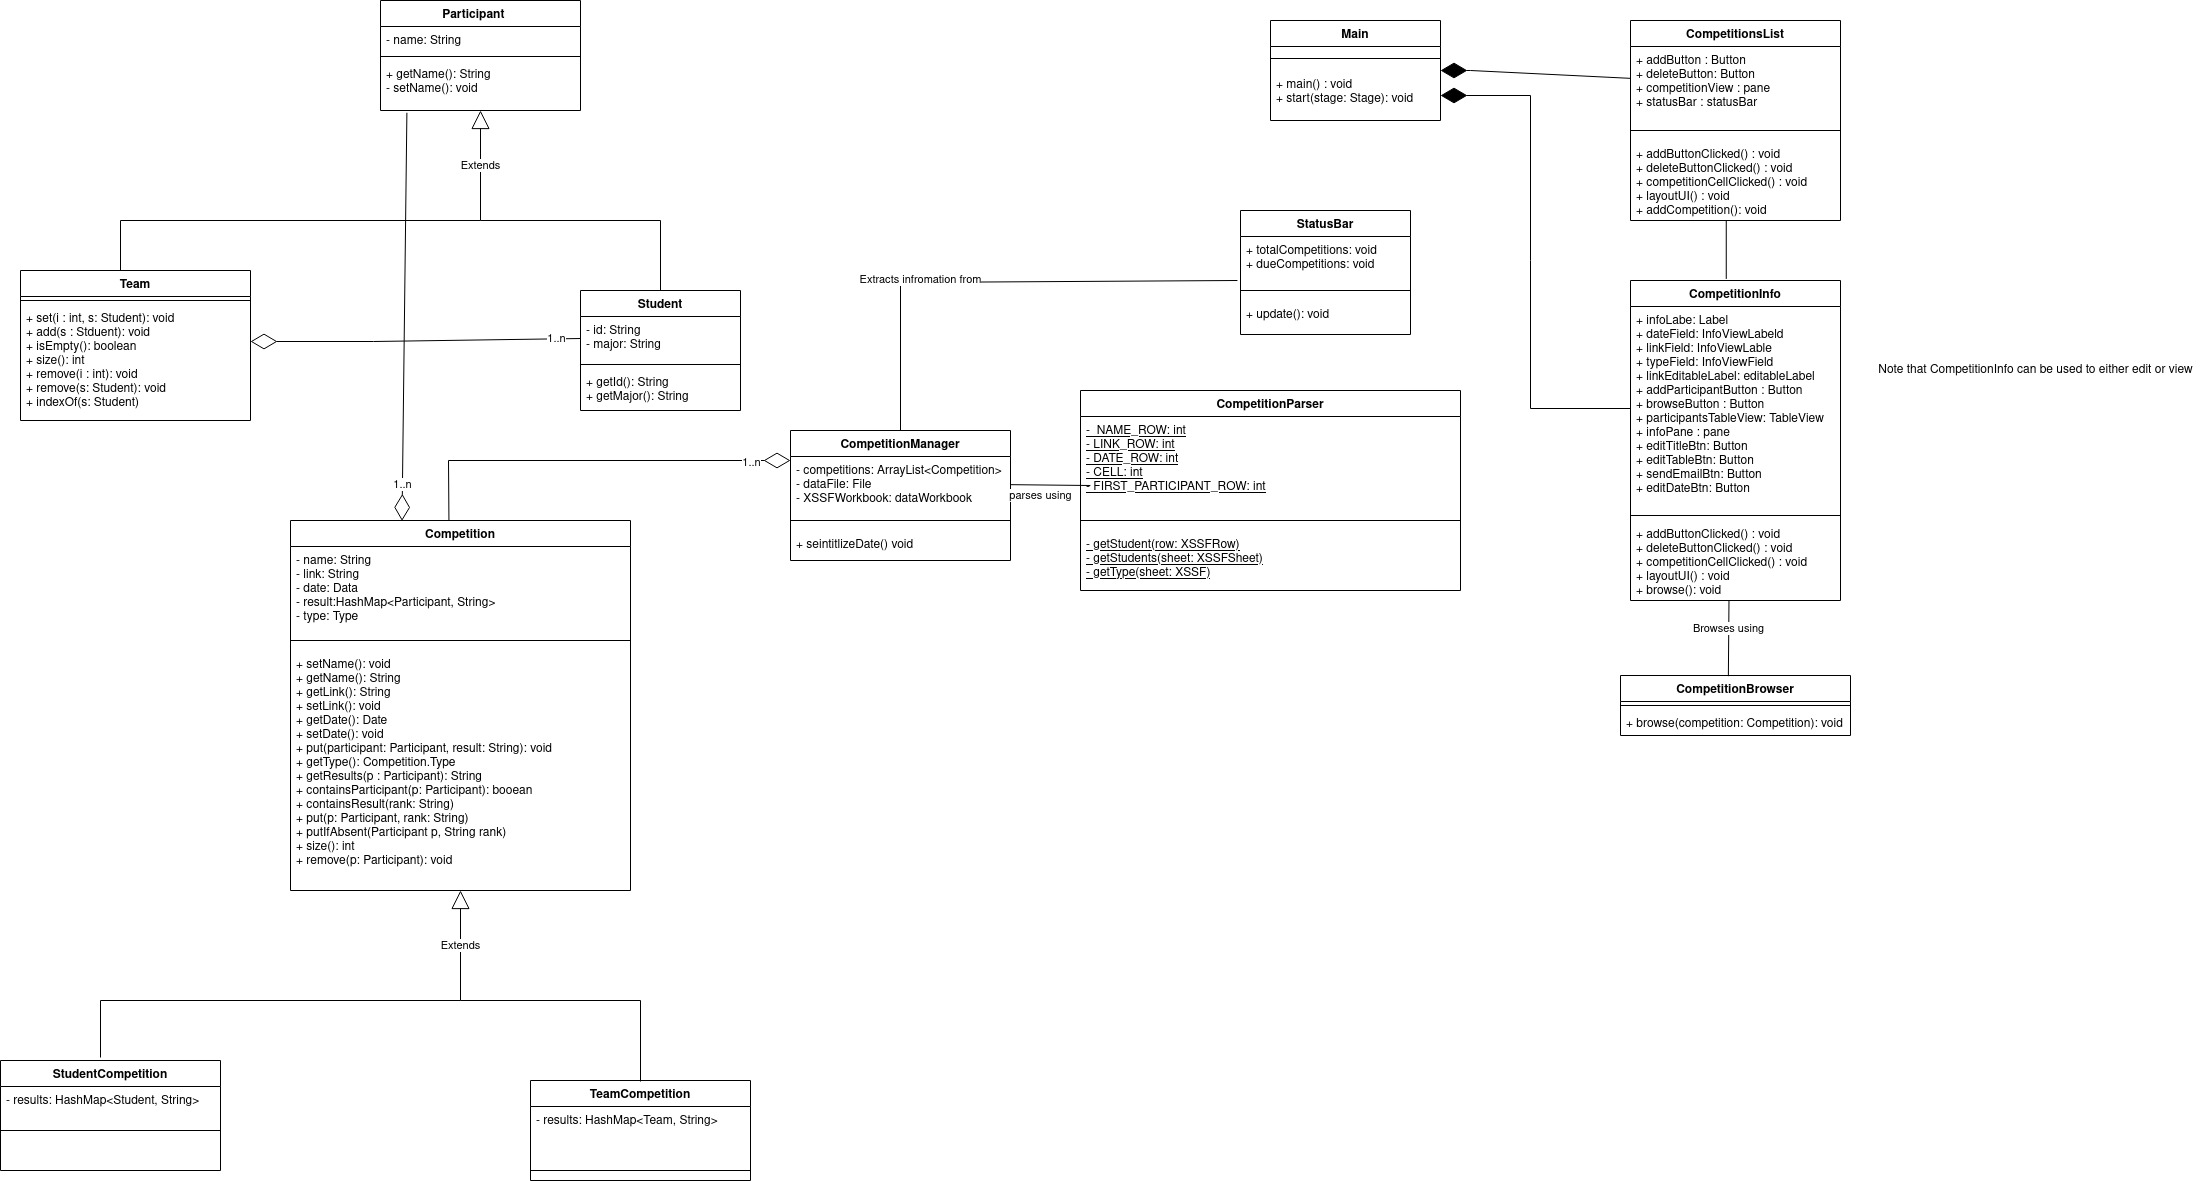 Participant
- name: String
+ getName(): String
- setName(): void
Extends
Team
+ set(i : int, s: Student): void
+ add(s : Stduent): void
+ isEmpty(): boolean
+ size(): int
+ remove(i : int): void
+ remove(s: Student): void
+ indexOf(s: Student)
1..n
Student
- id: String
- major: String
+ getId(): String
+ getMajor(): String
1..n
Competition
- name: String
- link: String
- date: Data
- result:HashMap<Participant, String>
- type: Type
+ setName(): void
+ getName(): String
+ getLink(): String
+ setLink(): void
+ getDate(): Date
+ setDate(): void
+ put(participant: Participant, result: String): void
+ getType(): Competition.Type
+ getResults(p : Participant): String
+ containsParticipant(p: Participant): booean
+ containsResult(rank: String)
+ put(p: Participant, rank: String)
+ putIfAbsent(Participant p, String rank)
+ size(): int
+ remove(p: Participant): void
Extends
StudentCompetition
- results: HashMap<Student, String>
TeamCompetition
- results: HashMap<Team, String>
1..n
CompetitionManager
- competitions: ArrayList<Competition>
- dataFile: File
- XSSFWorkbook: dataWorkbook
+ seintitlizeDate() void
Extracts infromation from
parses using
StatusBar
+ totalCompetitions: void
+ dueCompetitions: void
+ update(): void
CompetitionParser
-  NAME_ROW: int
- LINK_ROW: int
- DATE_ROW: int
- CELL: int
- FIRST_PARTICIPANT_ROW: int
- getStudent(row: XSSFRow)
- getStudents(sheet: XSSFSheet)
- getType(sheet: XSSF)
Main
+ main() : void
+ start(stage: Stage): void
CompetitionsList
+ addButton : Button
+ deleteButton: Button
+ competitionView : pane
+ statusBar : statusBar
+ addButtonClicked() : void
+ deleteButtonClicked() : void
+ competitionCellClicked() : void
+ layoutUI() : void
+ addCompetition(): void
CompetitionInfo
+ infoLabe: Label
+ dateField: InfoViewLabeld
+ linkField: InfoViewLable
+ typeField: InfoViewField
+ linkEditableLabel: editableLabel
+ addParticipantButton : Button
+ browseButton : Button
+ participantsTableView: TableView
+ infoPane : pane
+ editTitleBtn: Button
+ editTableBtn: Button
+ sendEmailBtn: Button
+ editDateBtn: Button
+ addButtonClicked() : void
+ deleteButtonClicked() : void
+ competitionCellClicked() : void
+ layoutUI() : void
+ browse(): void
Note that CompetitionInfo can be used to either edit or view
Browses using
CompetitionBrowser
+ browse(competition: Competition): void